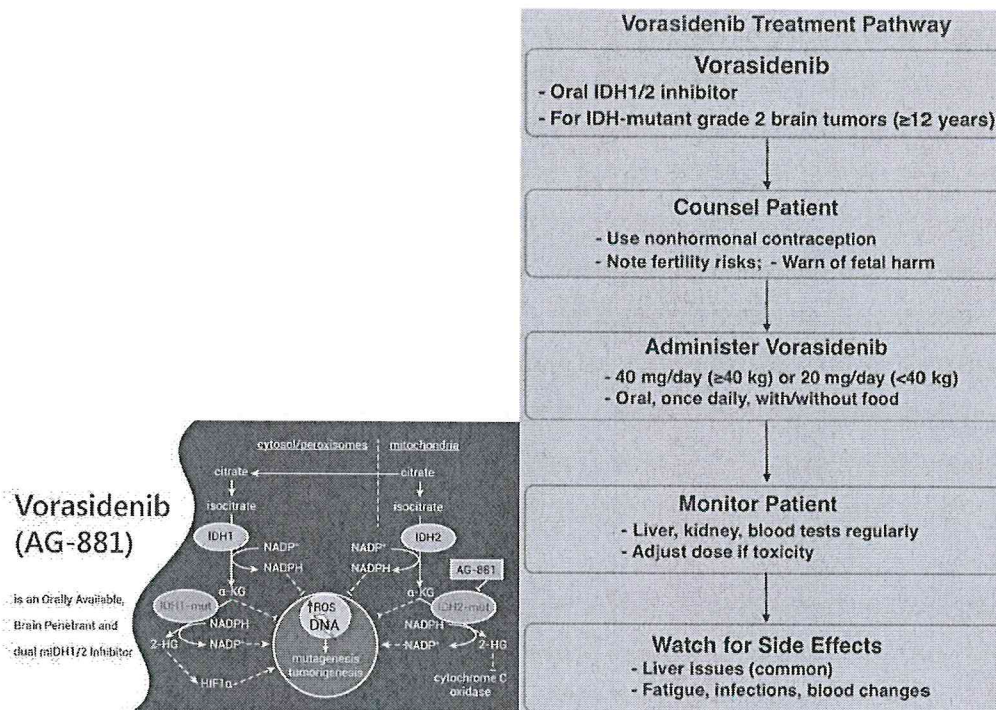 Vorasidenib
(AG-881)
is an Orally Available,
Brain Penetrant and
dual mIDH1/2 Inhibitor
cytosol/peroxisomes
mitochondria
citrate
citrate
isocitrate
isocitrate
IDH1
IDH2
NADP⁺
NADP⁺
NADPH
NADPH
AG-881
α-KG
α-KG
↑ROS
DNA
IDH1-mut
IDH2-mut
NADPH
NADPH
2-HG
NADP⁺
NADP⁺
2-HG
mutagenesis
tumorigenesis
HIF1α
cytochrome C
oxidase
Vorasidenib Treatment Pathway
Vorasidenib
- Oral IDH1/2 inhibitor
- For IDH-mutant grade 2 brain tumors (≥12 years)
Counsel Patient
- Use nonhormonal contraception
- Note fertility risks; - Warn of fetal harm
Administer Vorasidenib
- 40 mg/day (≥40 kg) or 20 mg/day (<40 kg)
- Oral, once daily, with/without food
Monitor Patient
- Liver, kidney, blood tests regularly
- Adjust dose if toxicity
Watch for Side Effects
- Liver Issues (common)
- Fatigue, infections, blood changes